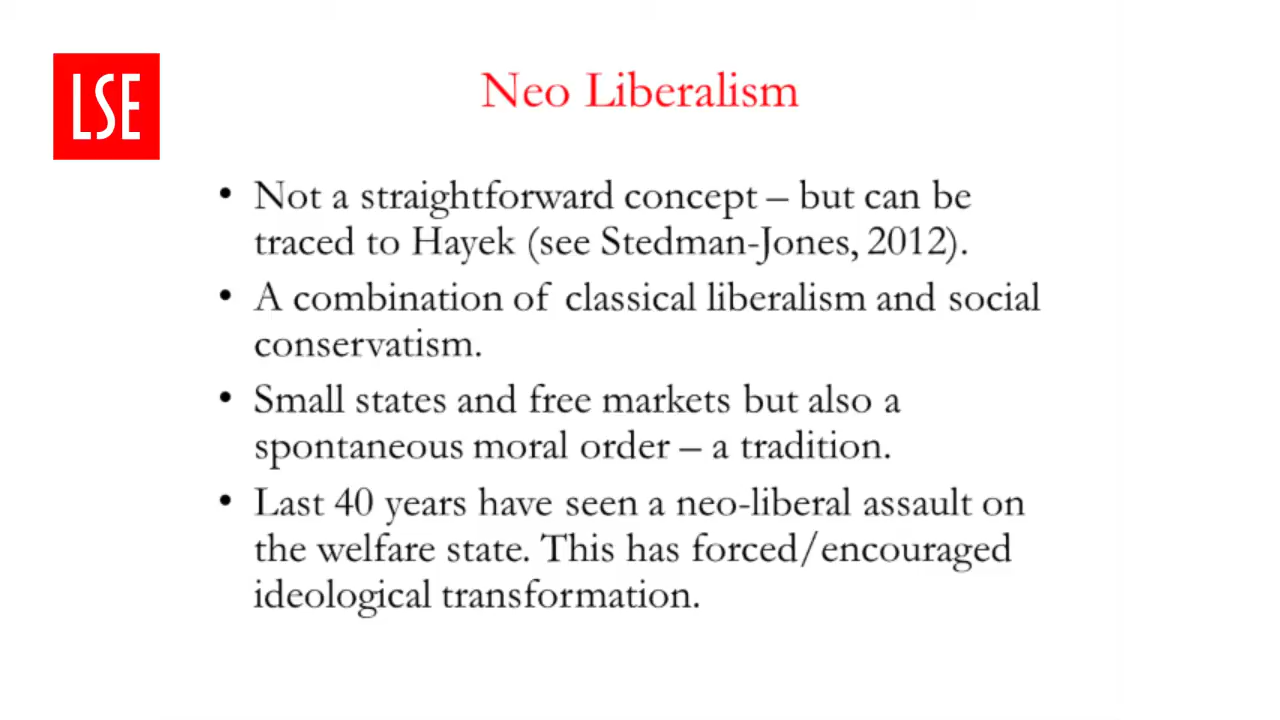 LSE
Neo Liberalism
• Not a straightforward concept – but can be
traced to Hayek (see Stedman-Jones, 2012).
• A combination of classical liberalism and social
conservatism.
• Small states and free markets but also a
spontaneous moral order – a tradition.
• Last 40 years have seen a neo-liberal assault on
the welfare state. This has forced/encouraged
ideological transformation.